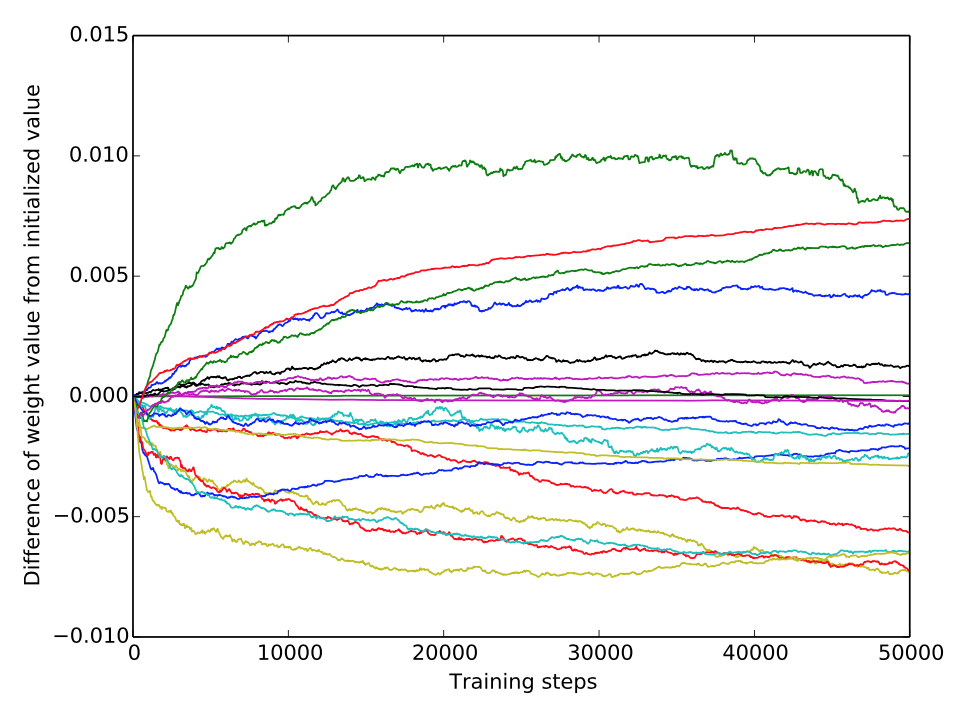 Difference of weight value from initialized value
0.015
0.010
0.005
0.000
−0.005
−0.010
0 10000 20000 30000 40000 50000
Training steps